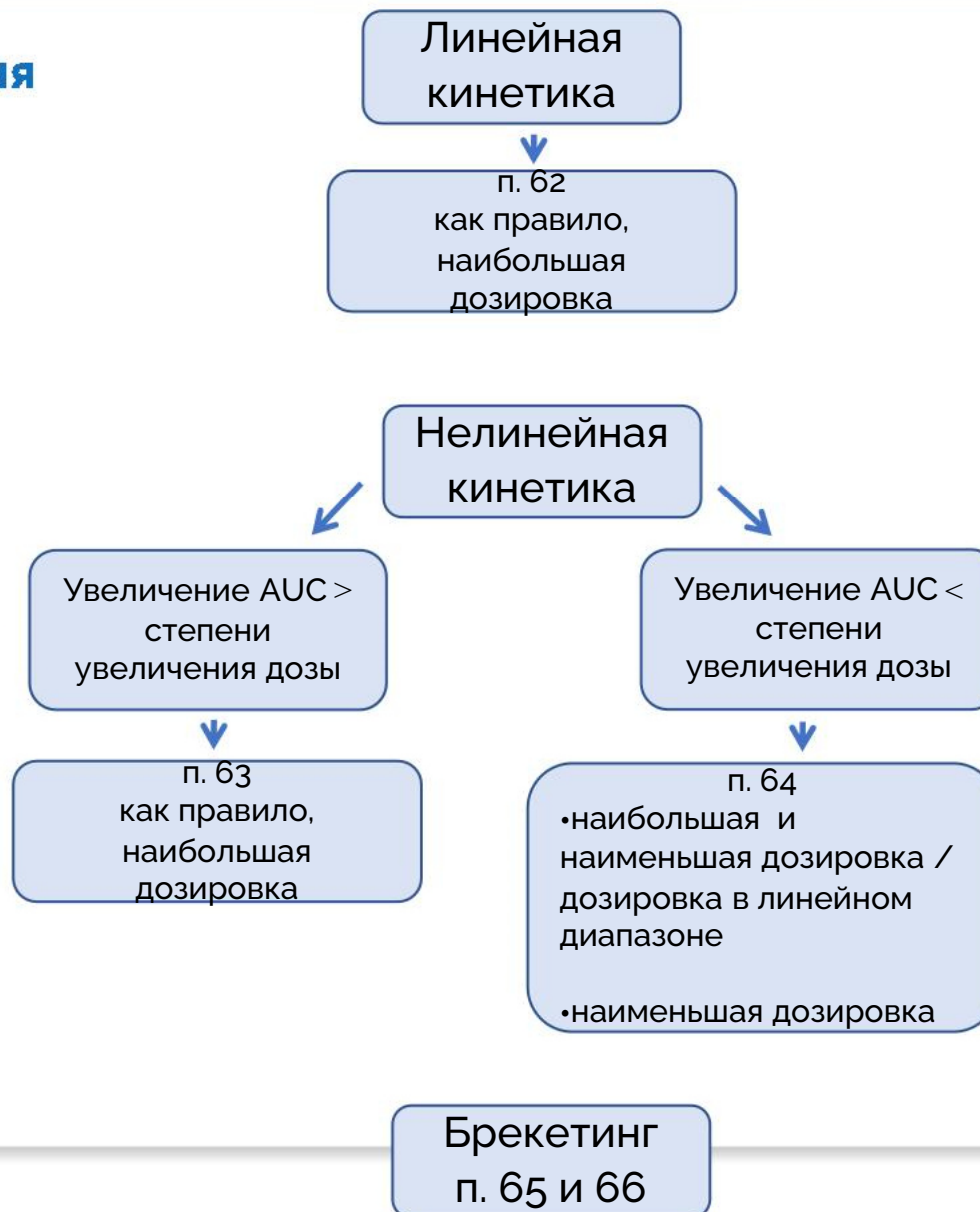 ия
Линейная
кинетика
п. 62
как правило,
наибольшая
дозировка
Нелинейная
кинетика
Увеличение AUC >
степени
увеличения дозы
Увеличение AUC <
степени
увеличения дозы
п. 63
как правило,
наибольшая
дозировка
п. 64
•наибольшая и
наименьшая дозировка /
дозировка в линейном
диапазоне
•наименьшая дозировка
Брекетинг
п. 65 и 66